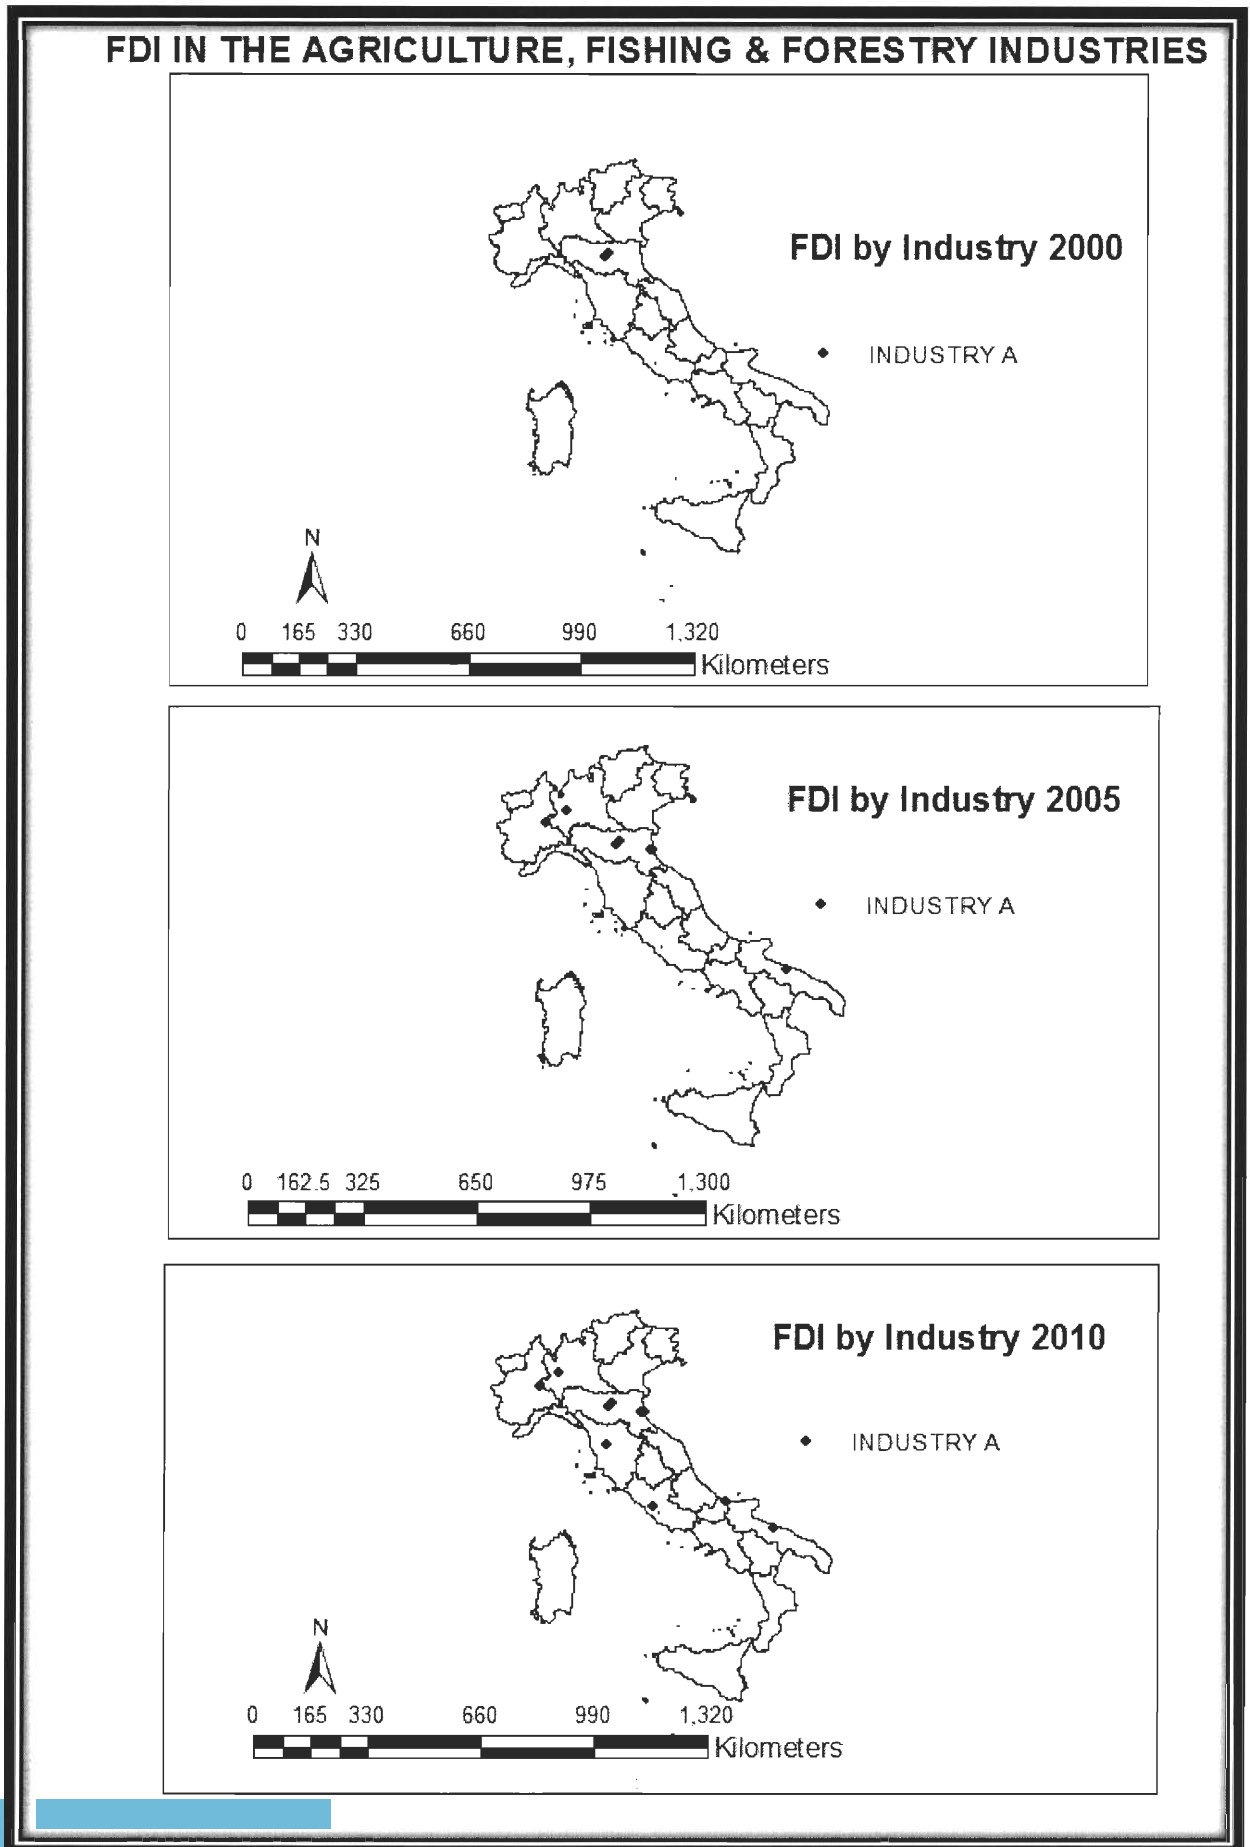 FDI IN THE AGRICULTURE, FISHING & FORESTRY INDUSTRIES
FDI by Industry 2000
INDUSTRY A
N
0 165 330 660 990 1,320
Kilometers
FDI by Industry 2005
INDUSTRY A
0 162.5 325 650 975 1,300
Kilometers
FDI by Industry 2010
INDUSTRY A
N
0 165 330 660 990 1,320
Kilometers